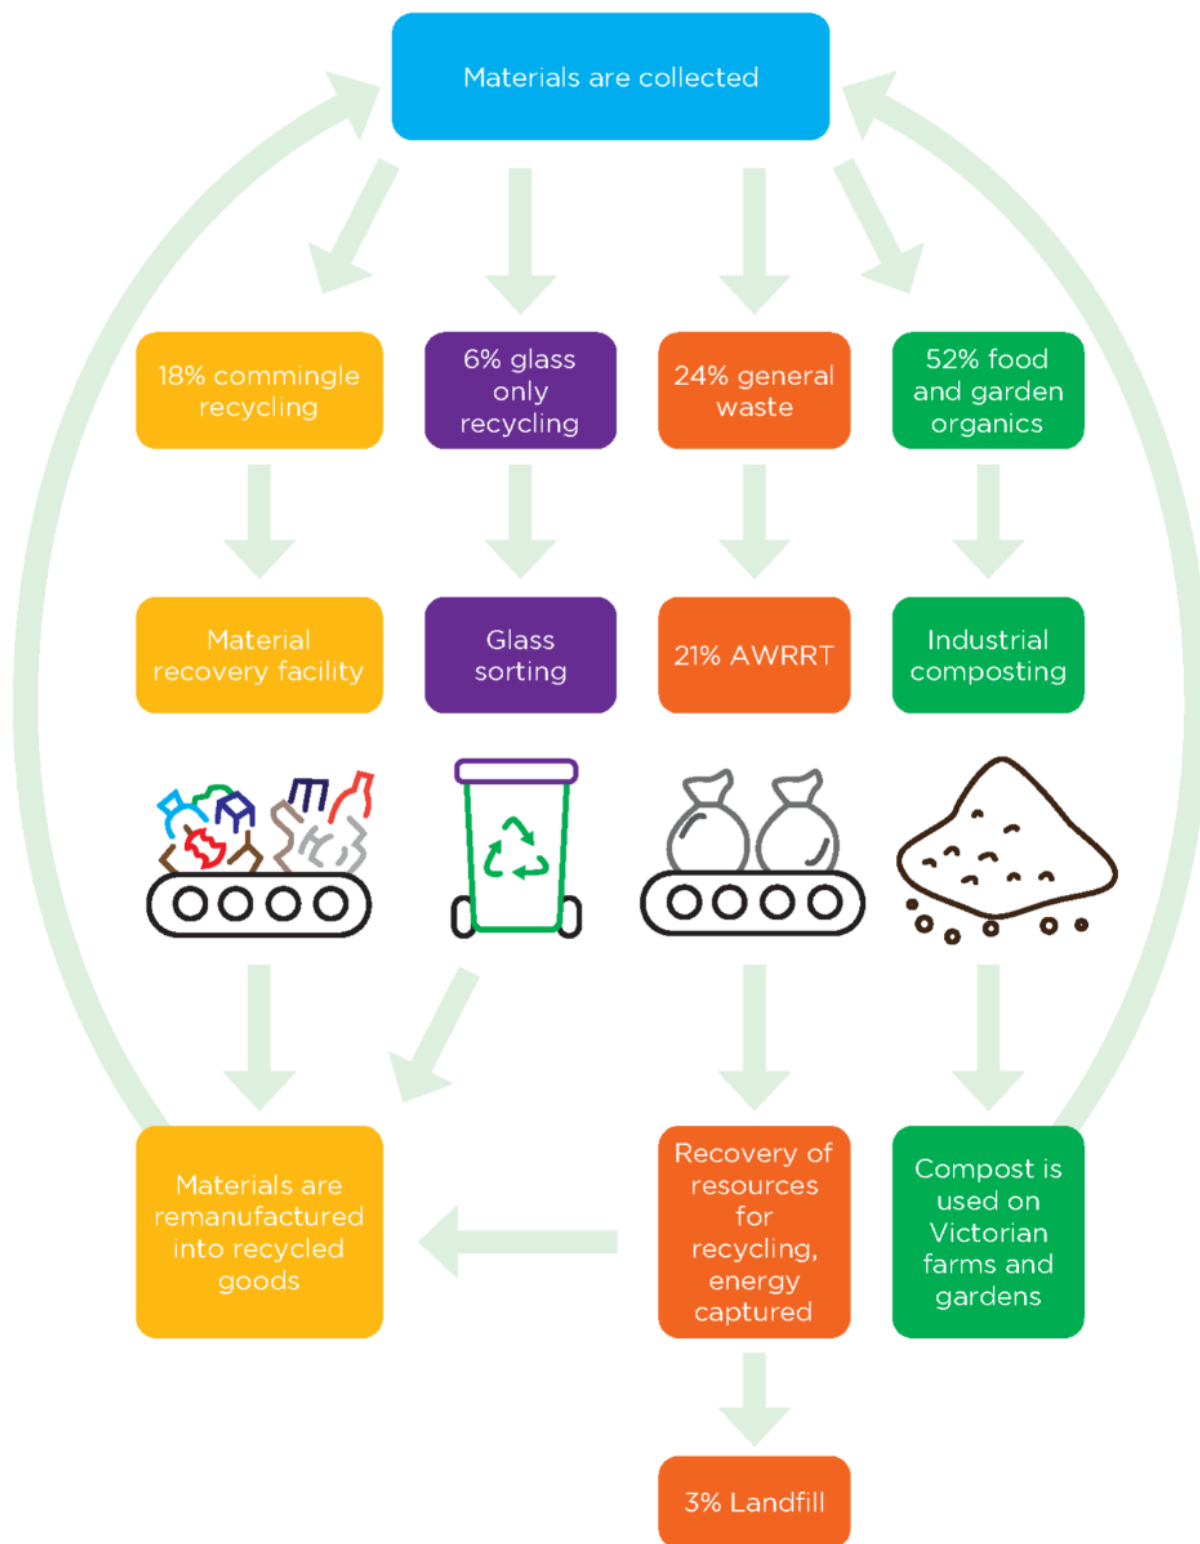 Materials are collected
18% commingle
recycling
6% glass
only
recycling
24% general
waste
52% food
and garden
organics
Material
recovery facility
Glass
sorting
21% AWRRT
Industrial
composting
Materials are
remanufactured
into recycled
goods
Recovery of
resources
for
recycling,
energy
captured
Compost is
used on
Victorian
farms and
gardens
3% Landfill